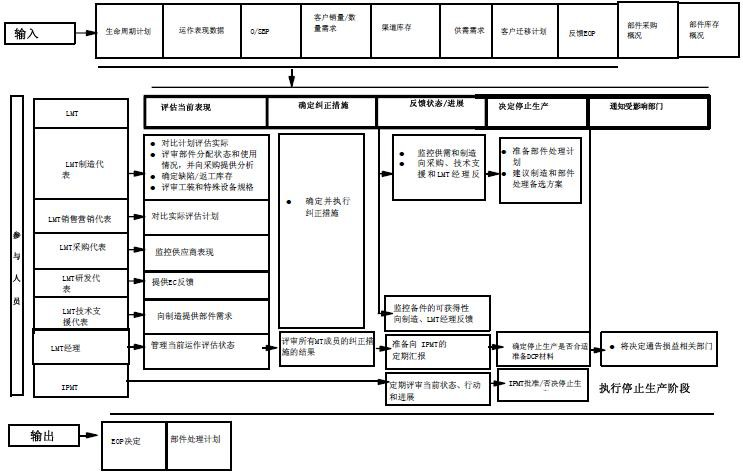 输入
生命周期计划
运作表现数据
O/SBP
客户销量/数
量需求
渠道库存
供需需求
客户迁移计划
反馈EOP
部件采购
概况
部件库存
概况
参与人员
LMT
评估当前表现
确定纠正措施
反馈状态/进展
决定停止生产
通知受影响部门
LMT制造代
表
● 对比计划评估实际
● 评审部件分配状态和使用
情况,并向采购提供分析
● 确定缺陷/返工库存
● 评审工装和特殊设备规格
● 确定并执行
纠正措施
● 监控供需和制造
● 向采购、技术支
援和LMT经理反
● 准备部件处理计
划
● 建议制造和部件
处理备选方案
LMT销售营销代表
对比实际评估计划
LMT采购代表
监控供应商表现
LMT研发代
表
提供EC反馈
LMT技术支
援代表
向制造提供部件需求
监控备件的可获得性
向制造、LMT经理反馈
LMT经理
管理当前运作评估状态
评审所有MT成员的纠正措
施的结果
准备向 IPMT的
定期汇报
确定停止生产是否合适
准备DCP材料
● 将决定通告损益相关部门
IPMT
定期评审当前状态、行动
和进展
IPMT批准/否决停止生
执行停止生产阶段
输出
EOP决定
部件处理计划